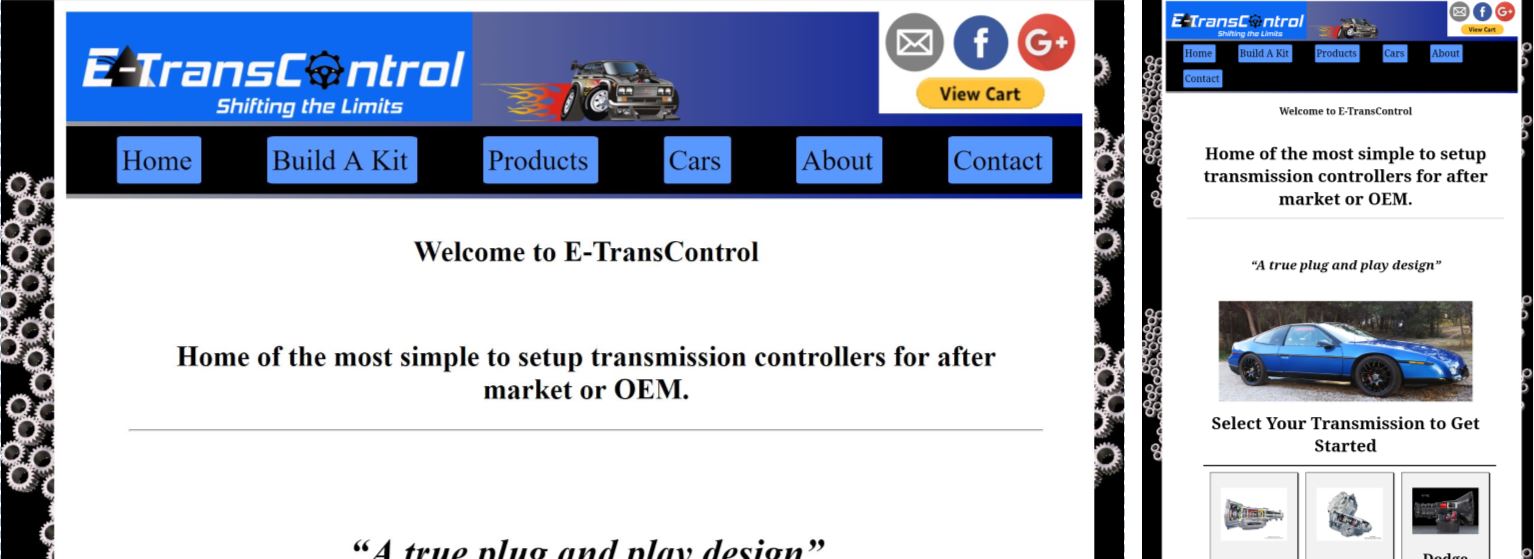 E-TransControl
Shifting the Limits
G+
View Cart
Home Build A Kit Products Cars About Contact
Welcome to E-TransControl
Home of the most simple to setup transmission controllers for after
market or OEM.
“A true plug and play design”
E-TransControl
Shifting the Limits
G+
View Cart
Home Build A Kit Products Cars About
Contact
Welcome to E-TransControl
Home of the most simple to setup
transmission controllers for after
market or OEM.
“A true plug and play design”
Select Your Transmission to Get
Started
Dodge